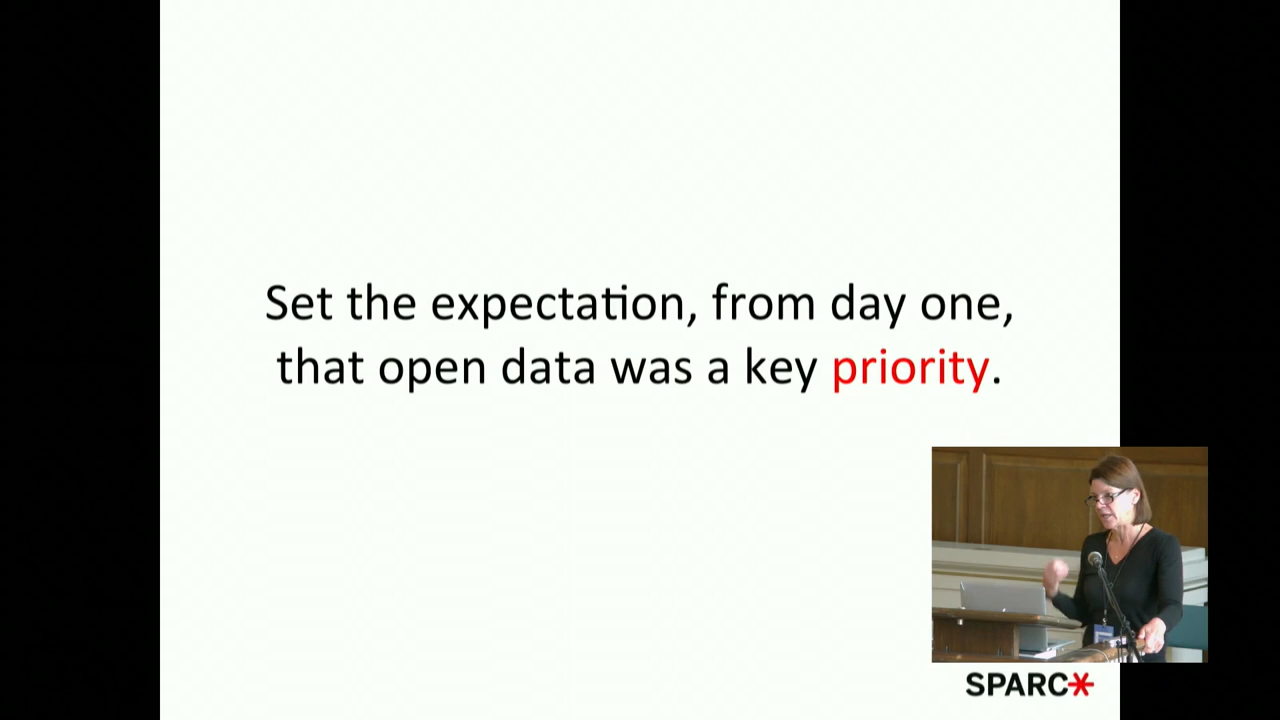 Set the expectation, from day one,
that open data was a key priority.
SPARC*